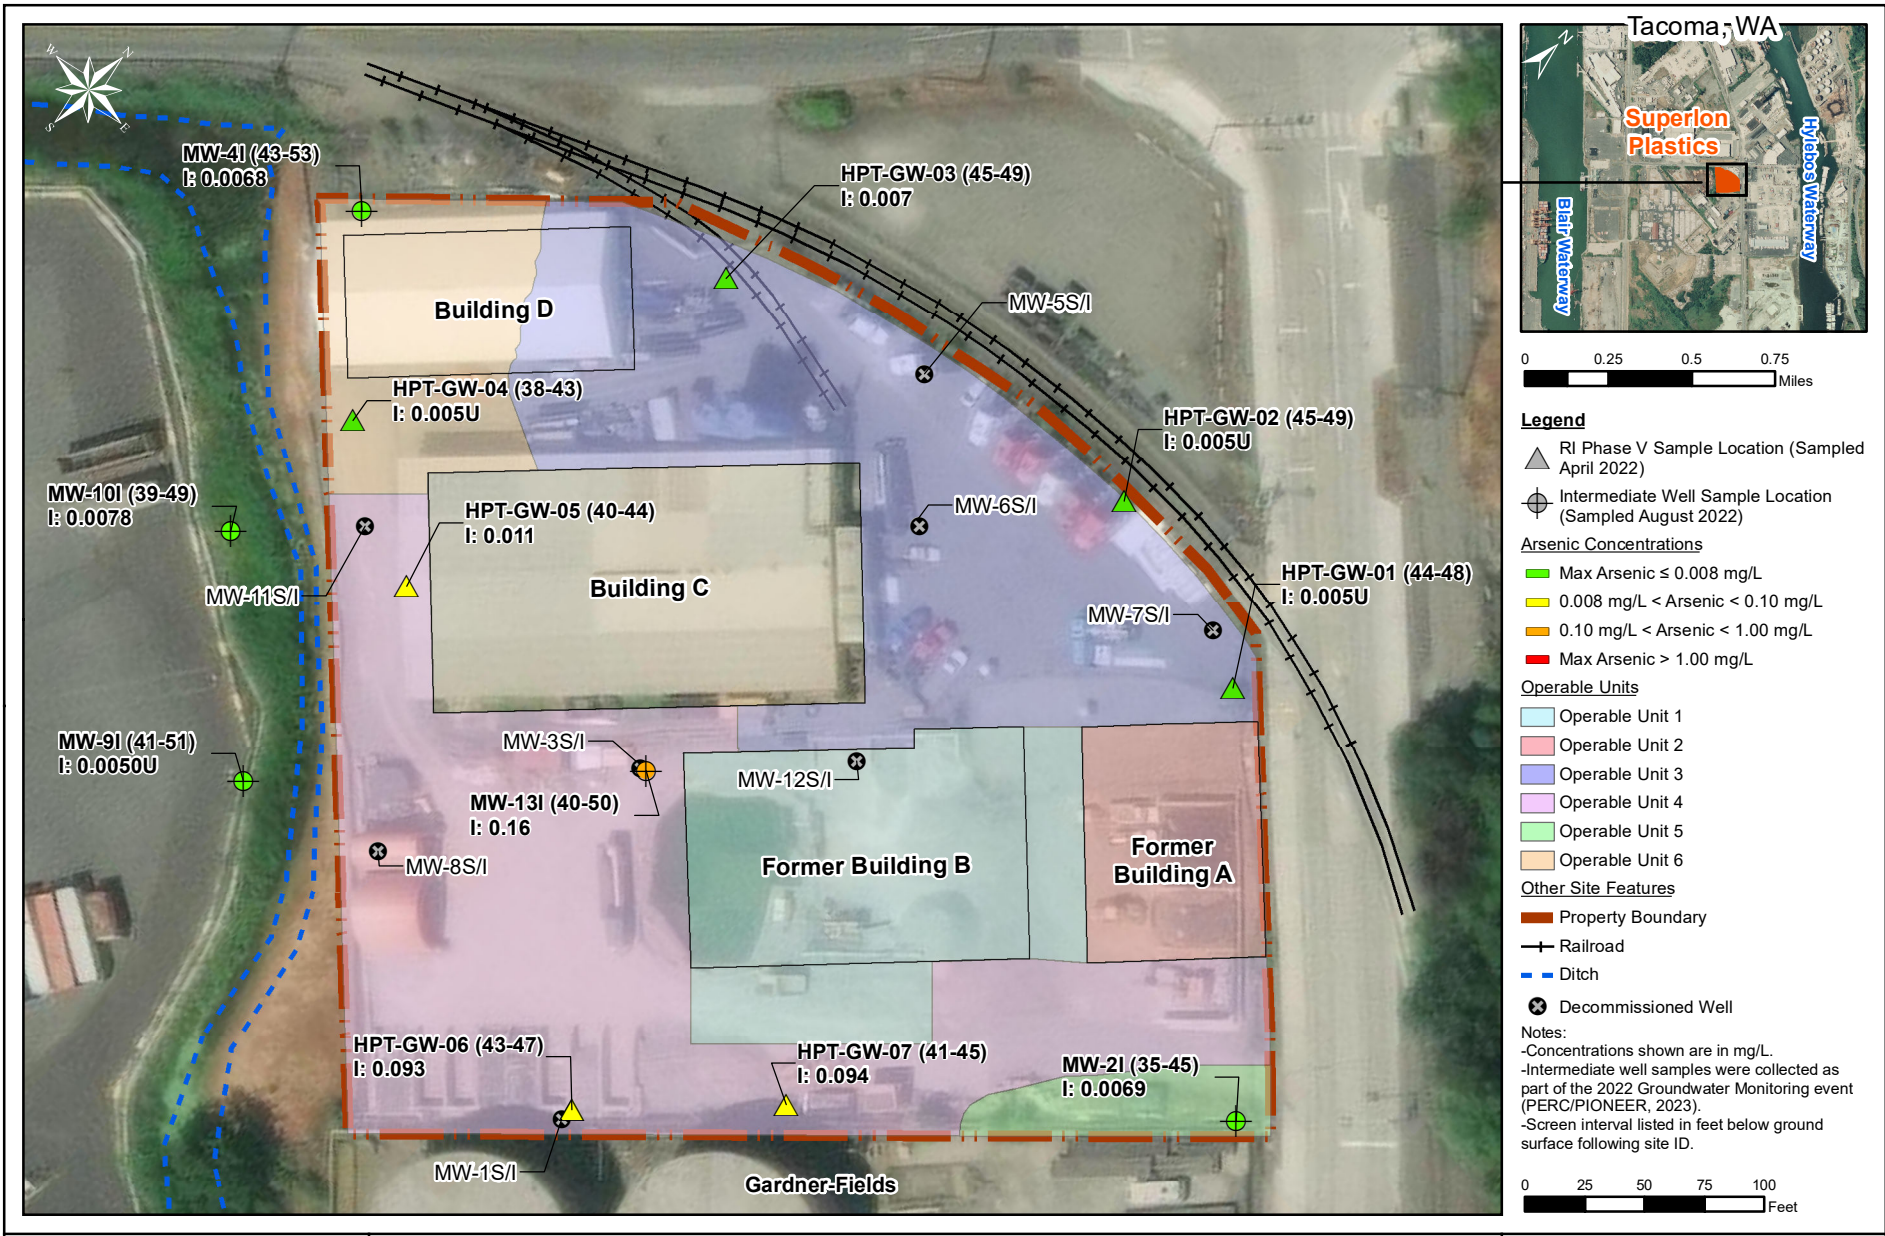 W
N
S
E
MW-4I (43-53)
I: 0.0068
HPT-GW-03 (45-49)
I: 0.007
MW-5S/I
Building D
HPT-GW-04 (38-43)
I: 0.005U
HPT-GW-02 (45-49)
I: 0.005U
MW-10I (39-49)
I: 0.0078
HPT-GW-05 (40-44)
I: 0.011
MW-6S/I
MW-11S/I
Building C
HPT-GW-01 (44-48)
I: 0.005U
MW-7S/I
MW-9I (41-51)
I: 0.0050U
MW-3S/I
MW-12S/I
MW-13I (40-50)
I: 0.16
MW-8S/I
Former Building B
Former
Building A
HPT-GW-06 (43-47)
I: 0.093
HPT-GW-07 (41-45)
I: 0.094
MW-2I (35-45)
I: 0.0069
MW-1S/I
Gardner-Fields
Tacoma, WA
N
Superlon
Plastics
Blair Waterway
Hylebos Waterway
0 0.25 0.5 0.75
Miles
Legend
RI Phase V Sample Location (Sampled
April 2022)
Intermediate Well Sample Location
(Sampled August 2022)
Arsenic Concentrations
Max Arsenic ≤ 0.008 mg/L
0.008 mg/L < Arsenic < 0.10 mg/L
0.10 mg/L < Arsenic < 1.00 mg/L
Max Arsenic > 1.00 mg/L
Operable Units
Operable Unit 1
Operable Unit 2
Operable Unit 3
Operable Unit 4
Operable Unit 5
Operable Unit 6
Other Site Features
Property Boundary
Railroad
Ditch
Decommissioned Well
Notes:
-Concentrations shown are in mg/L.
-Intermediate well samples were collected as
part of the 2022 Groundwater Monitoring event
(PERC/PIONEER, 2023).
-Screen interval listed in feet below ground
surface following site ID.
0 25 50 75 100
Feet